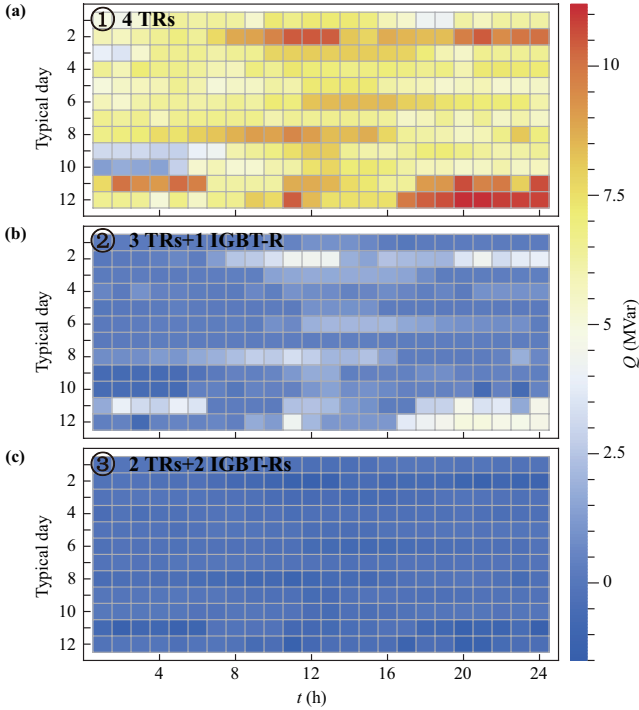 (a)
① 4 TRs
Typical day
2
4
6
8
10
12
(b)
② 3 TRs+1 IGBT-R
Typical day
2
4
6
8
10
12
(c)
③ 2 TRs+2 IGBT-Rs
Typical day
2
4
6
8
10
12
4
8
12
16
20
24
t (h)
10
7.5
5
2.5
0
Q (MVar)